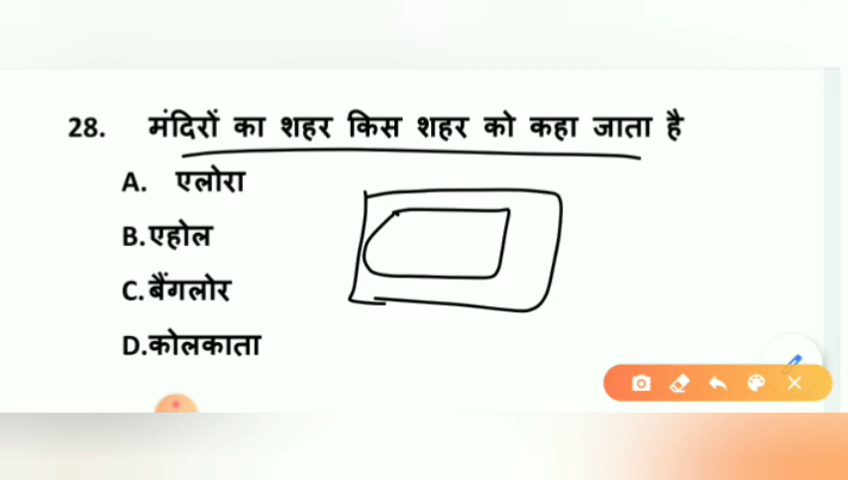 28. मंदिरों का शहर किस शहर को कहा जाता है
A. एलोरा
B.एहोल
C.बैंगलोर
D.कोलकाता